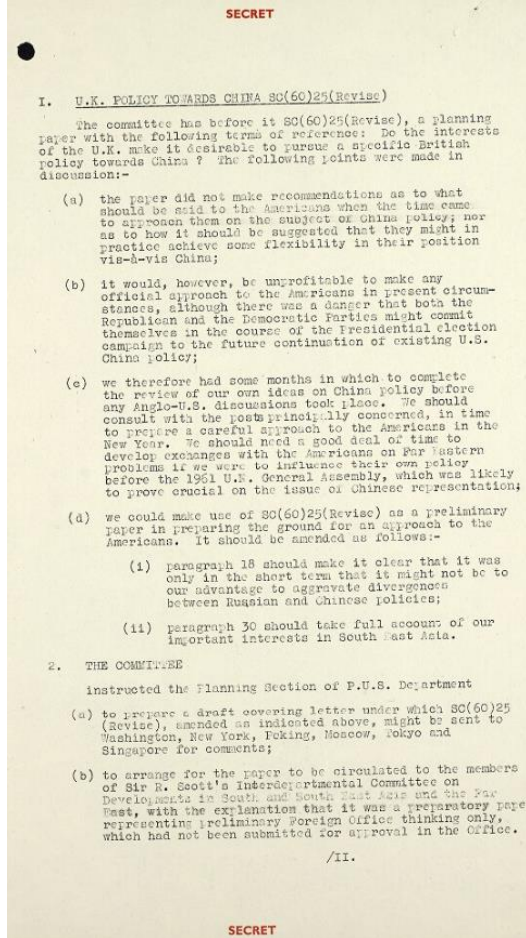 SECRET
I. U.K. POLICY TOWARDS CHINA SC(60)25(Revise)
The committee has before it SC(60)25(Revise), a planning
paper with the following terms of reference: Do the interests
of the U.K. make it desirable to pursue a specific British
policy towards China ? The following points were made in
discussion:-
(a) the paper did not make recommendations as to what
should be said to the Americans when the time came
to approach them on the subject of China policy; nor
as to how it should be suggested that they might in
practice achieve some flexibility in their position
vis-à-vis China;
(b) it would, however, be unprofitable to make any
official approach to the Americans in present circum-
stances, although there was a danger that both the
Republican and the Democratic Parties might commit
themselves in the course of the Presidential election
campaign to the future continuation of existing U.S.
China policy;
(c) we therefore had some months in which to complete
the review of our own ideas on China policy before
any Anglo-U.S. discussions took place. We should
consult with the posts principally concerned, in time
to prepare a careful approach to the Americans in the
New Year. We should need a good deal of time to
develop exchanges with the Americans on Far Eastern
problems if we were to influence their own policy
before the 1961 U.N. General Assembly, which was likely
to prove crucial on the issue of Chinese representation;
(d) we could make use of SC(60)25(Revise) as a preliminary
paper in preparing the ground for an approach to the
Americans. It should be amended as follows:-
(i) paragraph 18 should make it clear that it was
only in the short term that it might not be to
our advantage to aggravate divergences
between Russian and Chinese policies;
(ii) paragraph 30 should take full account of our
important interests in South East Asia.
2. THE COMMITTEE
instructed the Planning Section of P.U.S. Department
(a) to prepare a draft covering letter under which SC(60)25
(Revise), amended as indicated above, might be sent to
Washington, New York, Peking, Moscow, Tokyo and
Singapore for comments;
(b) to arrange for the paper to be circulated to the members
of Sir R. Scott's Interdepartmental Committee on
Developments in South and South East Asia and the Far
East, with the explanation that it was a preparatory pape
representing preliminary Foreign Office thinking only,
which had not been submitted for approval in the Office.
/II.
SECRET